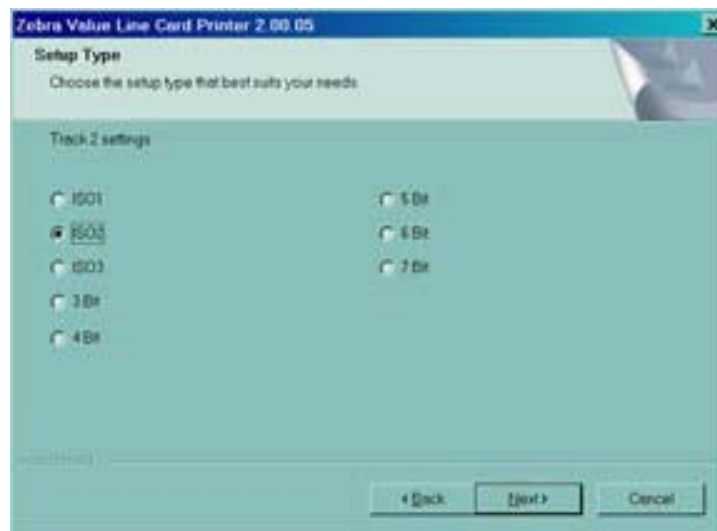 Zebra Value Line Card Printer 2.00.05
Setup Type
Choose the setup type that best suits your needs
Track 2 settings
ISO1
ISO2
ISO3
3 Bit
4 Bit
5 Bit
6 Bit
7 Bit
< Back
Next >
Cancel